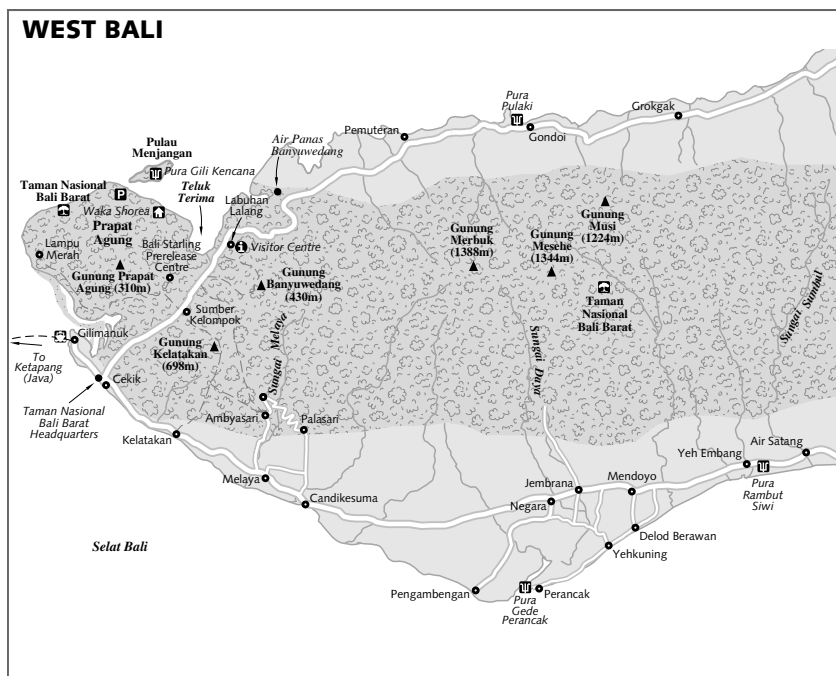 WEST BALI
Pura
Pulaki
Grokgak
Pemuteran
Gondoi
Air Panas
Banyuwedang
Pulau
Menjangan
Pura Gili Kencana
Teluk
Terima
Taman Nasional
Bali Barat
Waka Shorea
Labuhan
Lalang
Prapat
Agung
Lampu
Merah
Bali Starling
Prerelease
Centre
Visitor Centre
Gunung Prapat
Agung (310m)
Gunung
Banyuwedang
(430m)
Gunung
Merbuk
(1388m)
Gunung
Mesehe
(1344m)
Gunung
Musi
(1224m)
Taman
Nasional
Bali Barat
Sungai Sumbul
Sumber
Kelompok
Gilimanuk
To
Ketapang
(Java)
Gunung
Kelatakan
(698m)
Sungai Melaya
Sungai Daya
Cekik
Taman Nasional
Bali Barat
Headquarters
Ambyasari
Palasari
Kelatakan
Melaya
Candikesuma
Jembrana
Negara
Mendoyo
Yeh Embang
Air Satang
Pura
Rambut
Siwi
Delod Berawan
Yehkuning
Selat Bali
Pengambengan
Pura
Gede
Perancak
Perancak